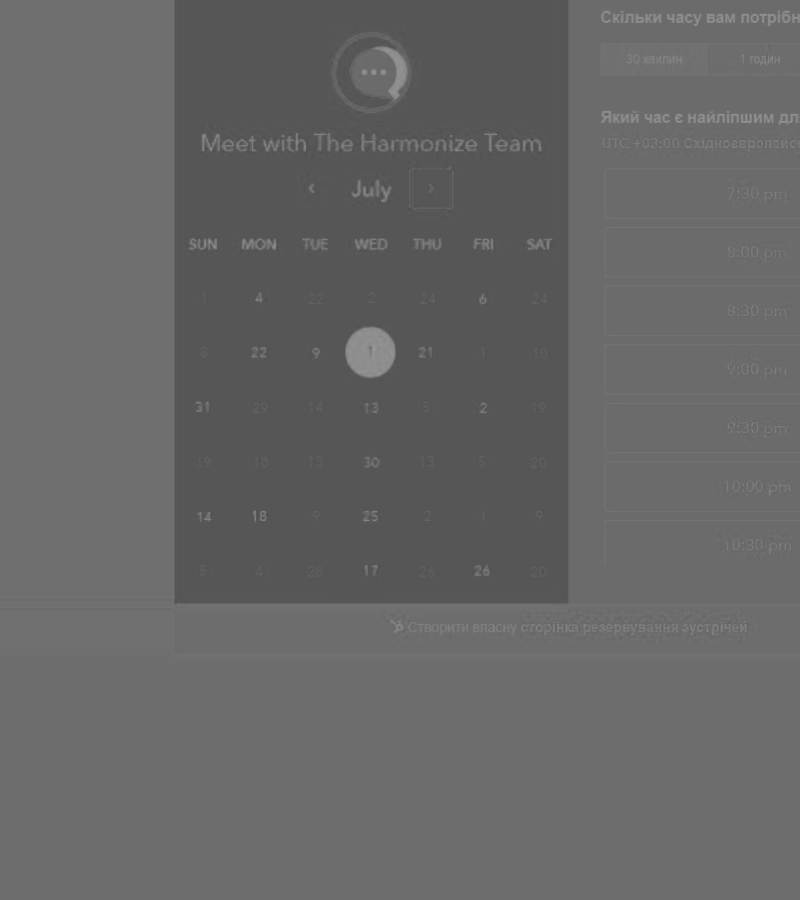 Meet with The Harmonize Team
‹ July ›
SUN MON TUE WED THU FRI SAT
1 4 22 2 24 6 24
8 22 9 1 21 1 10
31 29 14 13 5 2 19
19 10 13 30 13 5 20
14 18 9 25 2 1 9
5 4 28 17 26 26 20
Скільки часу вам потрібн
30 хвилин 1 годин
Який час є найліпшим дл
UTC +03:00 Східноєвропейсь
7:30 pm
8:00 pm
8:30 pm
9:00 pm
9:30 pm
10:00 pm
10:30 pm
Створити власну сторінка резервування зустрічей